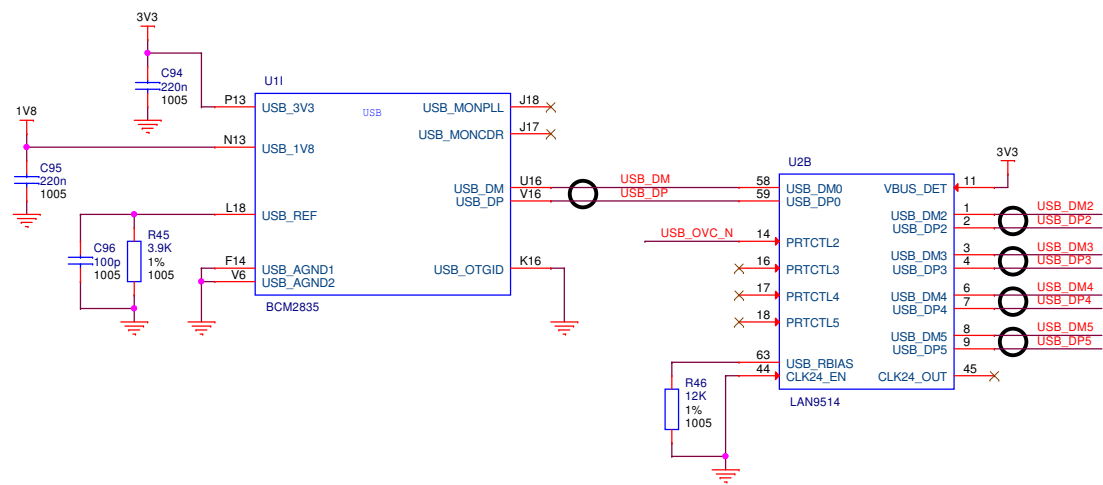 3V3
C94
220n
1005
1V8
C95
220n
1005
C96
100p
1005
R45
3.9K
1%
1005
U1I
USB
P13
USB_3V3
N13
USB_1V8
L18
USB_REF
F14
USB_AGND1
V6
USB_AGND2
USB_MONPLL
J18
USB_MONCDR
J17
USB_DM
U16
USB_DP
V16
USB_OTGID
K16
BCM2835
USB_DM
USB_DP
USB_OVC_N
U2B
58
USB_DM0
59
USB_DP0
14
PRTCTL2
16
PRTCTL3
17
PRTCTL4
18
PRTCTL5
63
USB_RBIAS
44
CLK24_EN
R46
12K
1%
1005
3V3
VBUS_DET
11
USB_DM2
1
USB_DM2
USB_DP2
2
USB_DP2
USB_DM3
3
USB_DM3
USB_DP3
4
USB_DP3
USB_DM4
6
USB_DM4
USB_DP4
7
USB_DP4
USB_DM5
8
USB_DM5
USB_DP5
9
USB_DP5
CLK24_OUT
45
LAN9514